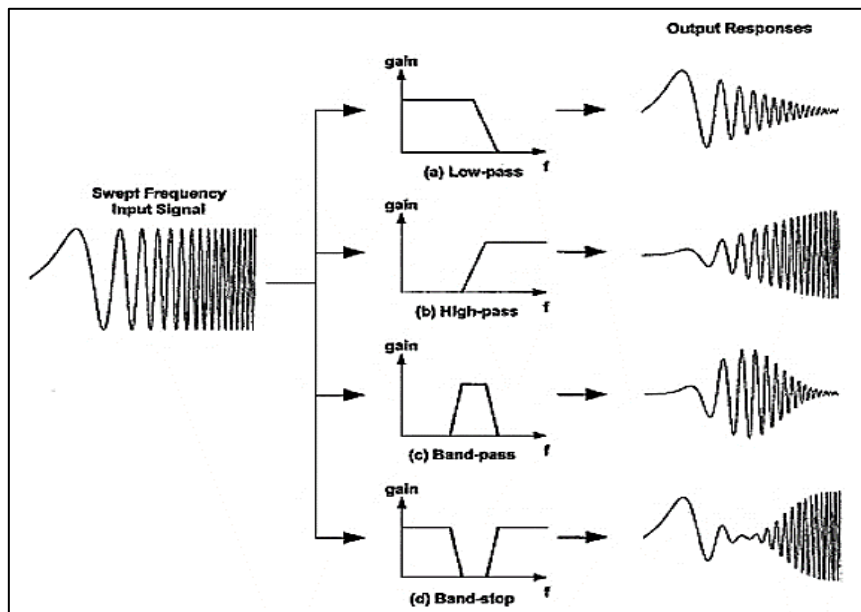 Output Responses
gain
f
(a) Low-pass
Swept Frequency
Input Signal
gain
f
(b) High-pass
gain
f
(c) Band-pass
gain
f
(d) Band-stop